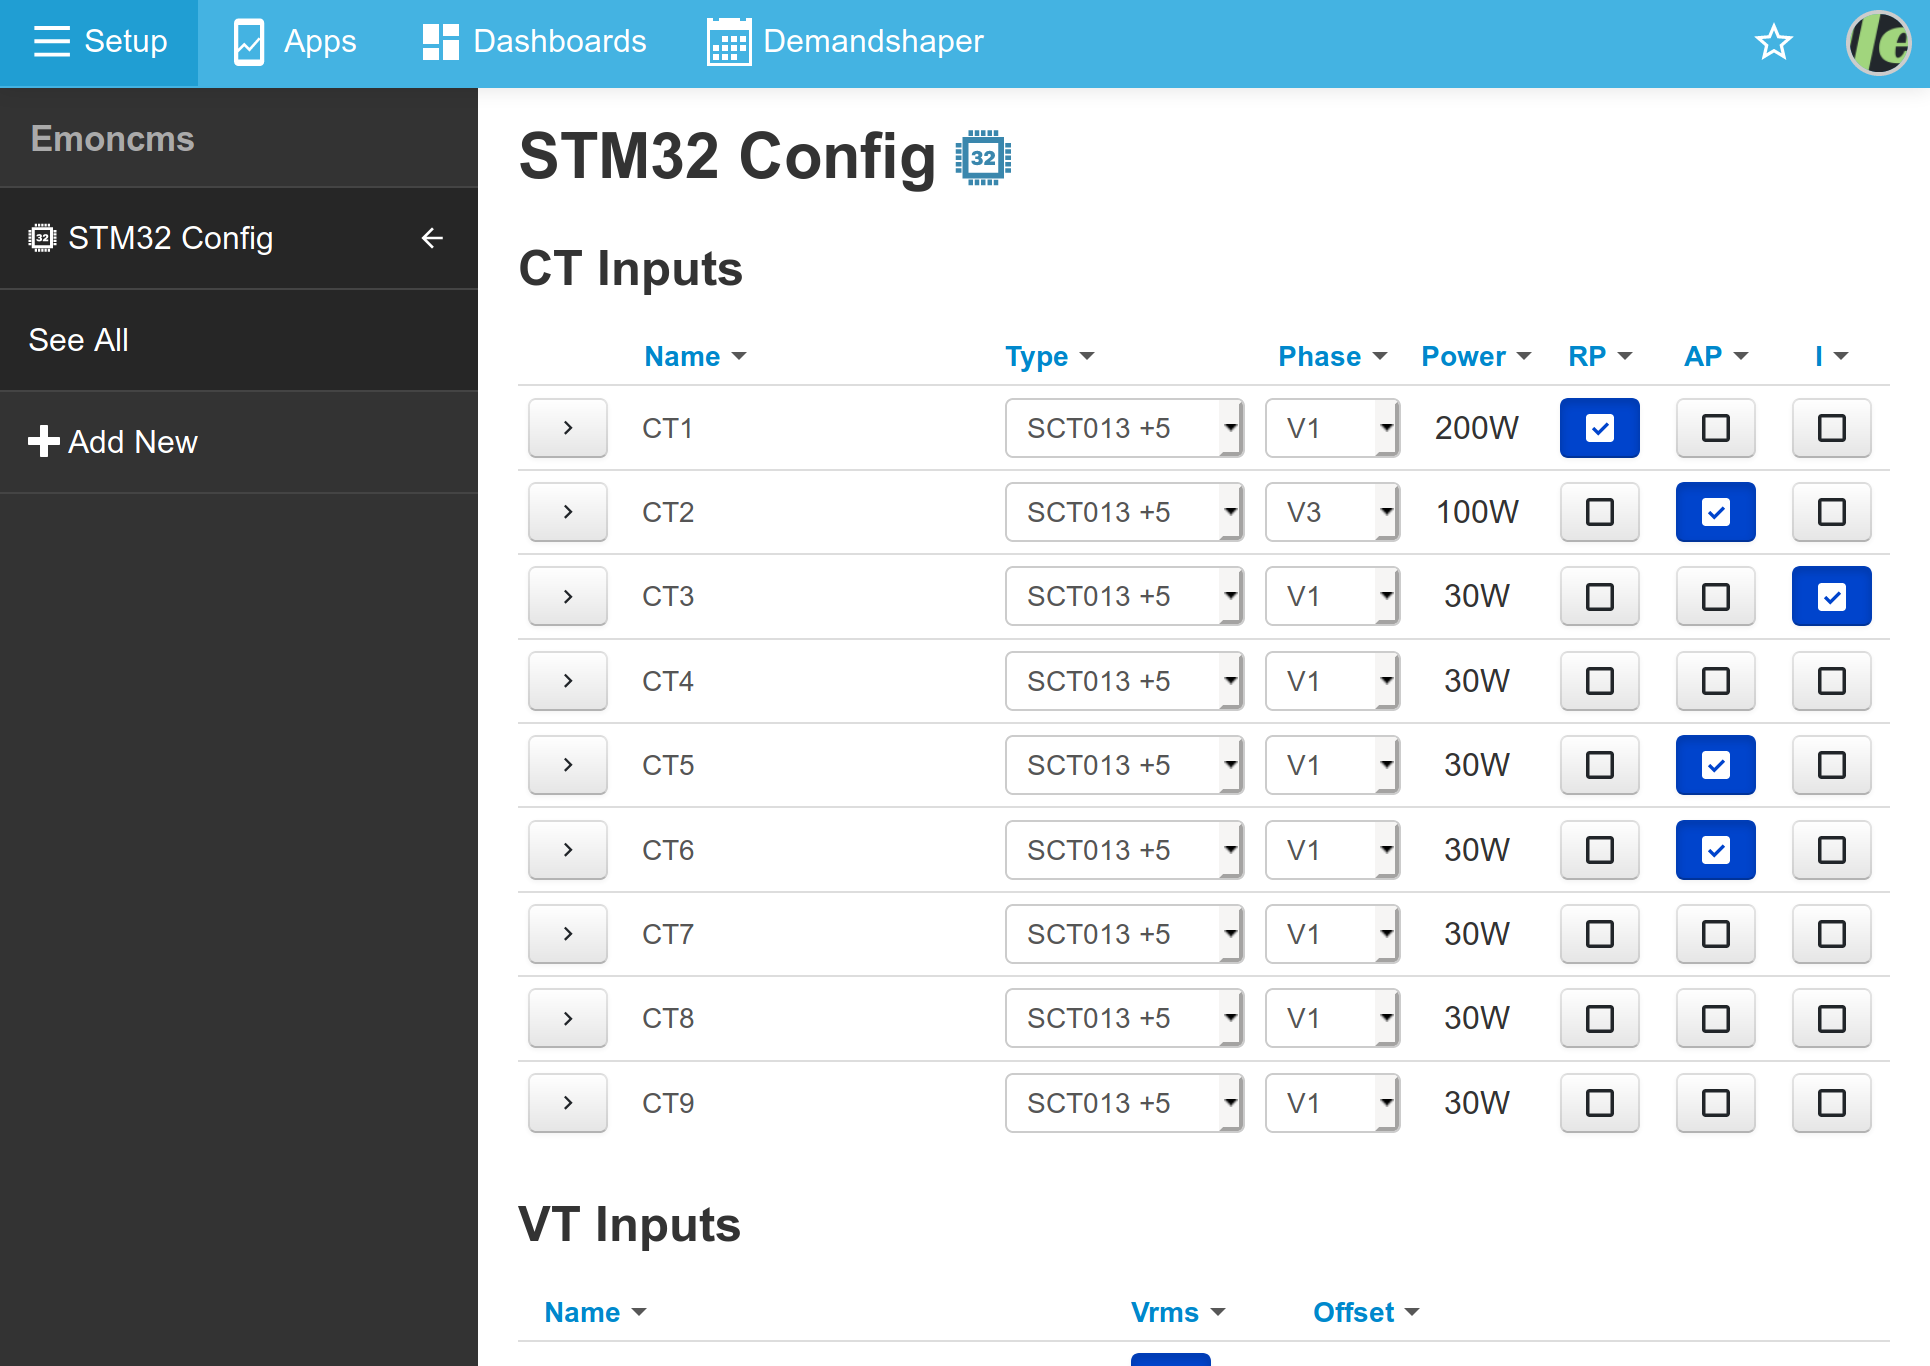 Setup Apps Dashboards Demandshaper
Emoncms
32 STM32 Config
See All
Add New
STM32 Config 32
CT Inputs
Name Type Phase Power RP AP I
CT1 SCT013 +5 V1 200W
CT2 SCT013 +5 V3 100W
CT3 SCT013 +5 V1 30W
CT4 SCT013 +5 V1 30W
CT5 SCT013 +5 V1 30W
CT6 SCT013 +5 V1 30W
CT7 SCT013 +5 V1 30W
CT8 SCT013 +5 V1 30W
CT9 SCT013 +5 V1 30W
VT Inputs
Name Vrms Offset